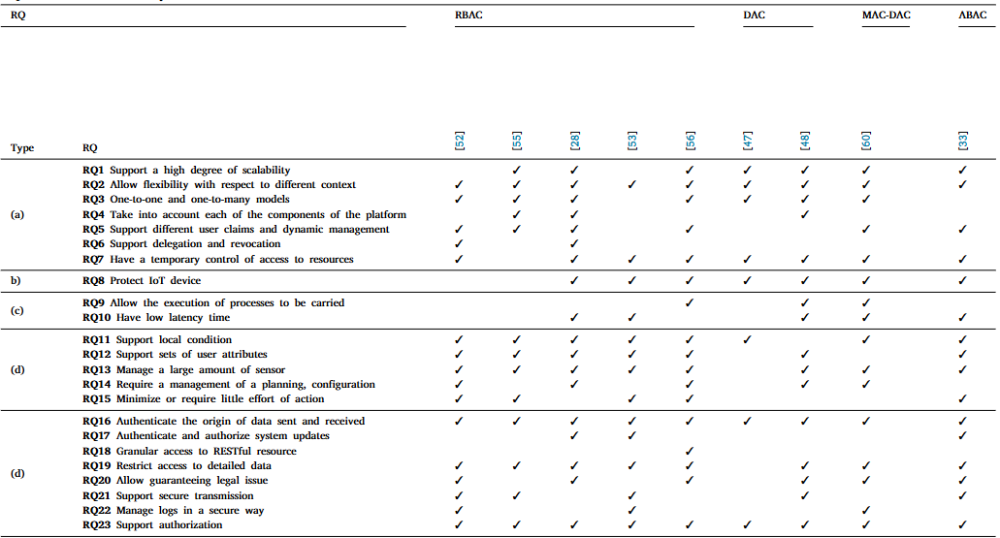 RQ RBAC DAC MAC-DAC ABAC
Type RQ [52] [55] [28] [53] [56] [47] [48] [60] [33]
RQ1 Support a high degree of scalability ✓ ✓ ✓ ✓ ✓ ✓ ✓
RQ2 Allow flexibility with respect to different context ✓ ✓ ✓ ✓ ✓ ✓ ✓ ✓ ✓
RQ3 One-to-one and one-to-many models ✓ ✓ ✓ ✓ ✓ ✓ ✓
(a) RQ4 Take into account each of the components of the platform ✓ ✓ ✓
RQ5 Support different user claims and dynamic management ✓ ✓ ✓ ✓ ✓ ✓
RQ6 Support delegation and revocation ✓ ✓
RQ7 Have a temporary control of access to resources ✓ ✓ ✓ ✓ ✓ ✓ ✓ ✓
b) RQ8 Protect IoT device ✓ ✓ ✓ ✓ ✓ ✓ ✓
(c) RQ9 Allow the execution of processes to be carried ✓ ✓ ✓
RQ10 Have low latency time ✓ ✓ ✓ ✓ ✓
RQ11 Support local condition ✓ ✓ ✓ ✓ ✓ ✓ ✓ ✓
RQ12 Support sets of user attributes ✓ ✓ ✓ ✓ ✓ ✓ ✓
(d) RQ13 Manage a large amount of sensor ✓ ✓ ✓ ✓ ✓ ✓ ✓ ✓
RQ14 Require a management of a planning, configuration ✓ ✓ ✓ ✓ ✓
RQ15 Minimize or require little effort of action ✓ ✓ ✓ ✓ ✓
RQ16 Authenticate the origin of data sent and received ✓ ✓ ✓ ✓ ✓ ✓ ✓ ✓ ✓
RQ17 Authenticate and authorize system updates ✓ ✓ ✓
RQ18 Granular access to RESTful resource ✓
RQ19 Restrict access to detailed data ✓ ✓ ✓ ✓ ✓ ✓ ✓ ✓
(d) RQ20 Allow guaranteeing legal issue ✓ ✓ ✓ ✓ ✓ ✓
RQ21 Support secure transmission ✓ ✓ ✓ ✓ ✓
RQ22 Manage logs in a secure way ✓ ✓ ✓
RQ23 Support authorization ✓ ✓ ✓ ✓ ✓ ✓ ✓ ✓ ✓